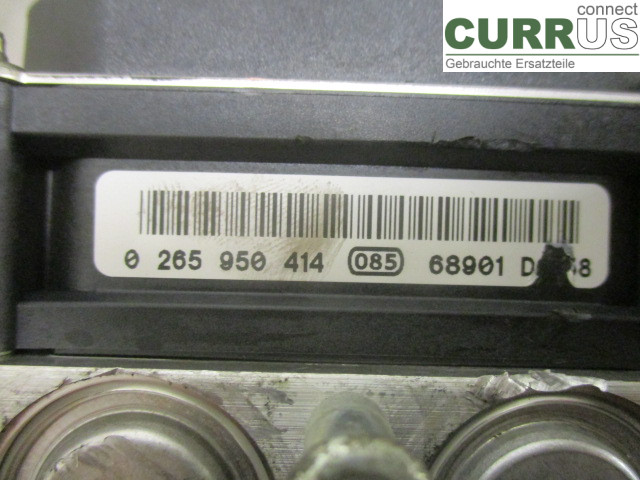 connect
CURRUS
Gebrauchte Ersatzteile
0 265 950 414 085 68901